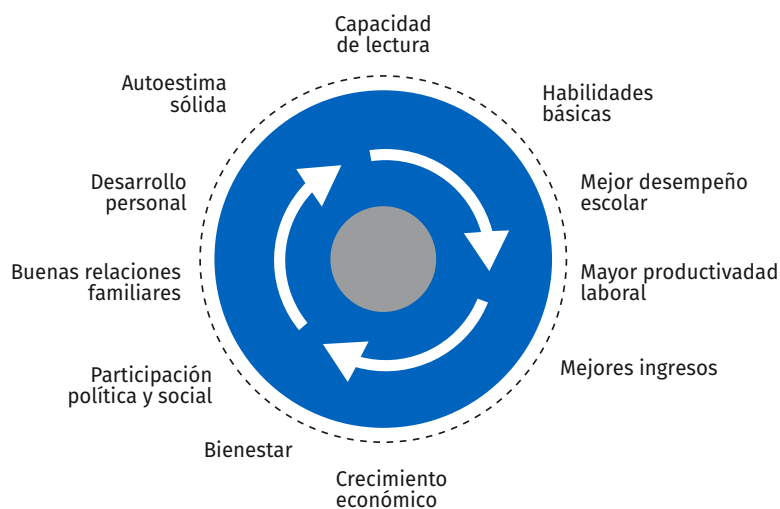 Capacidad
de lectura
Habilidades
básicas
Mejor desempeño
escolar
Mayor productivadad
laboral
Mejores ingresos
Crecimiento
económico
Bienestar
Participación
política y social
Buenas relaciones
familiares
Desarrollo
personal
Autoestima
sólida